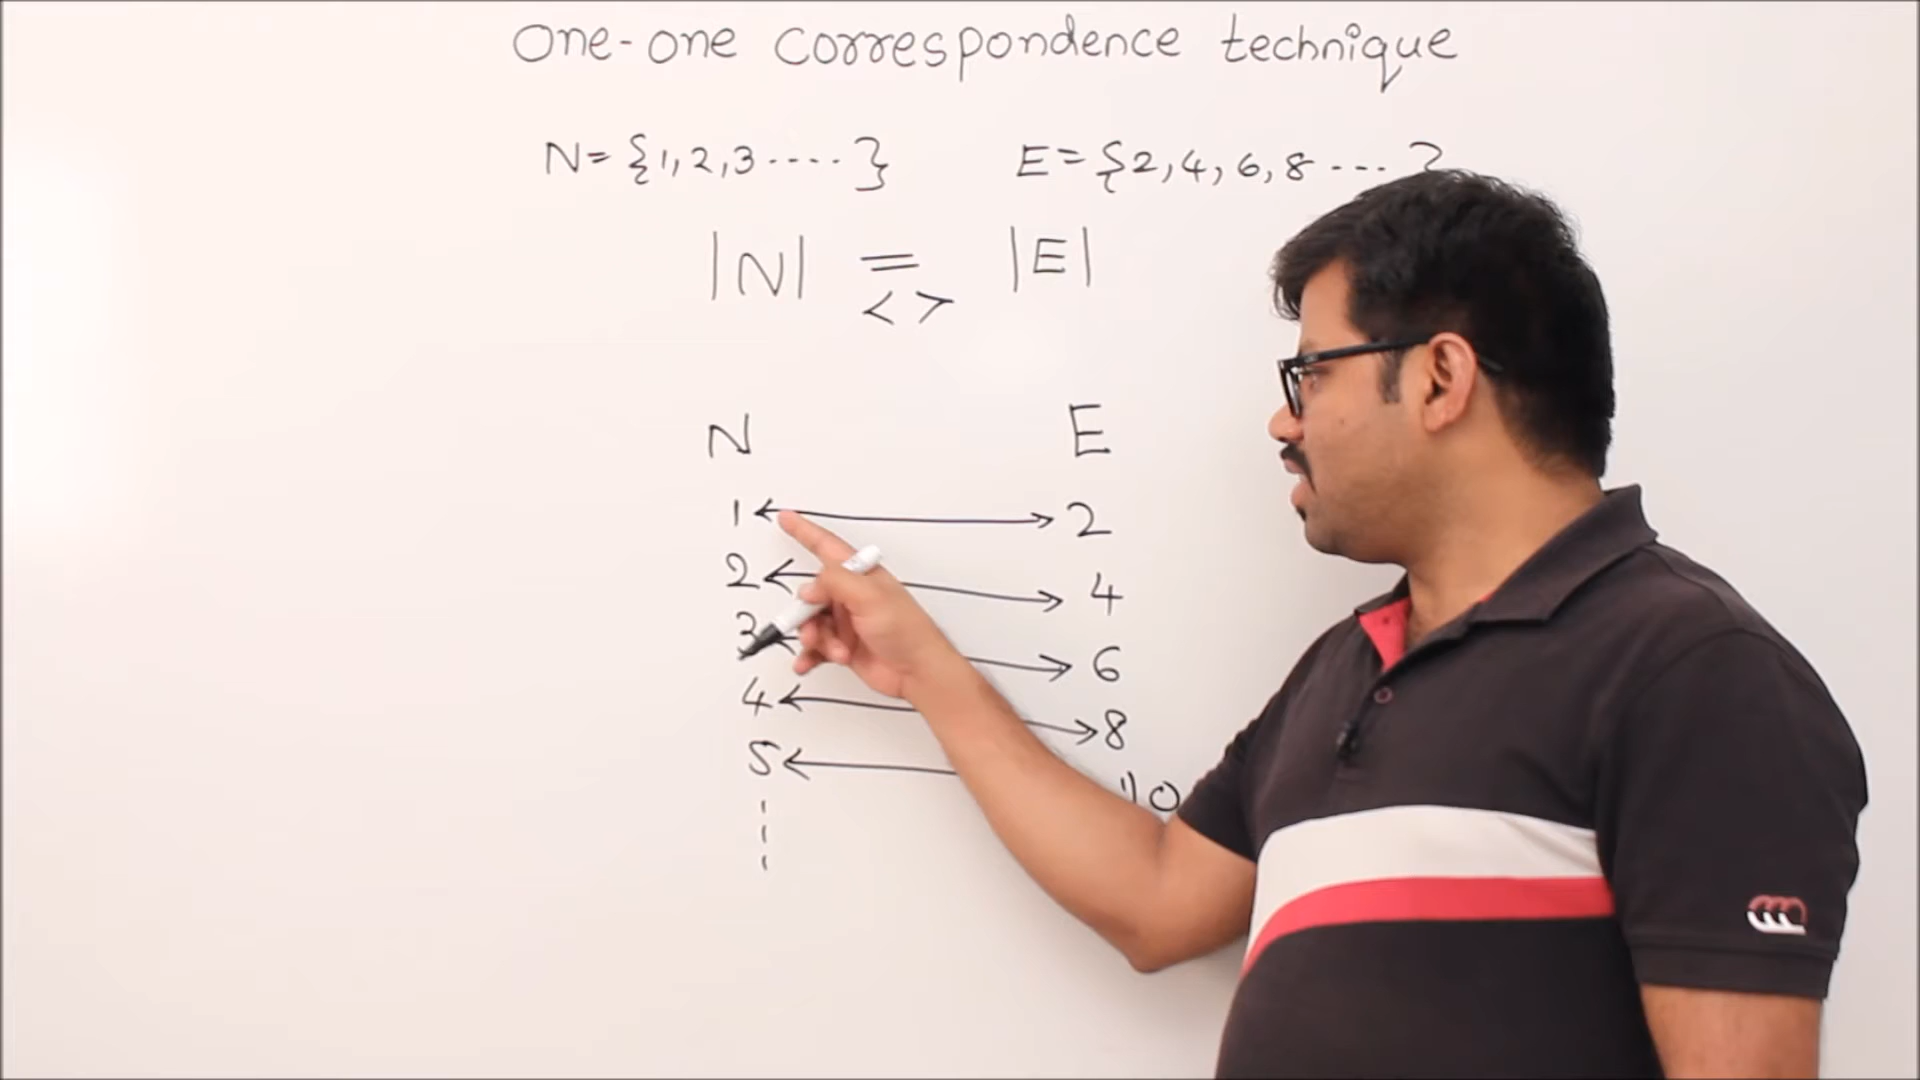 One-one correspondence technique
N= {1,2,3.....} E={2,4,6,8....}
|N| = |E|
< >
N E
1 2
2 4
3 6
4 8
5 10